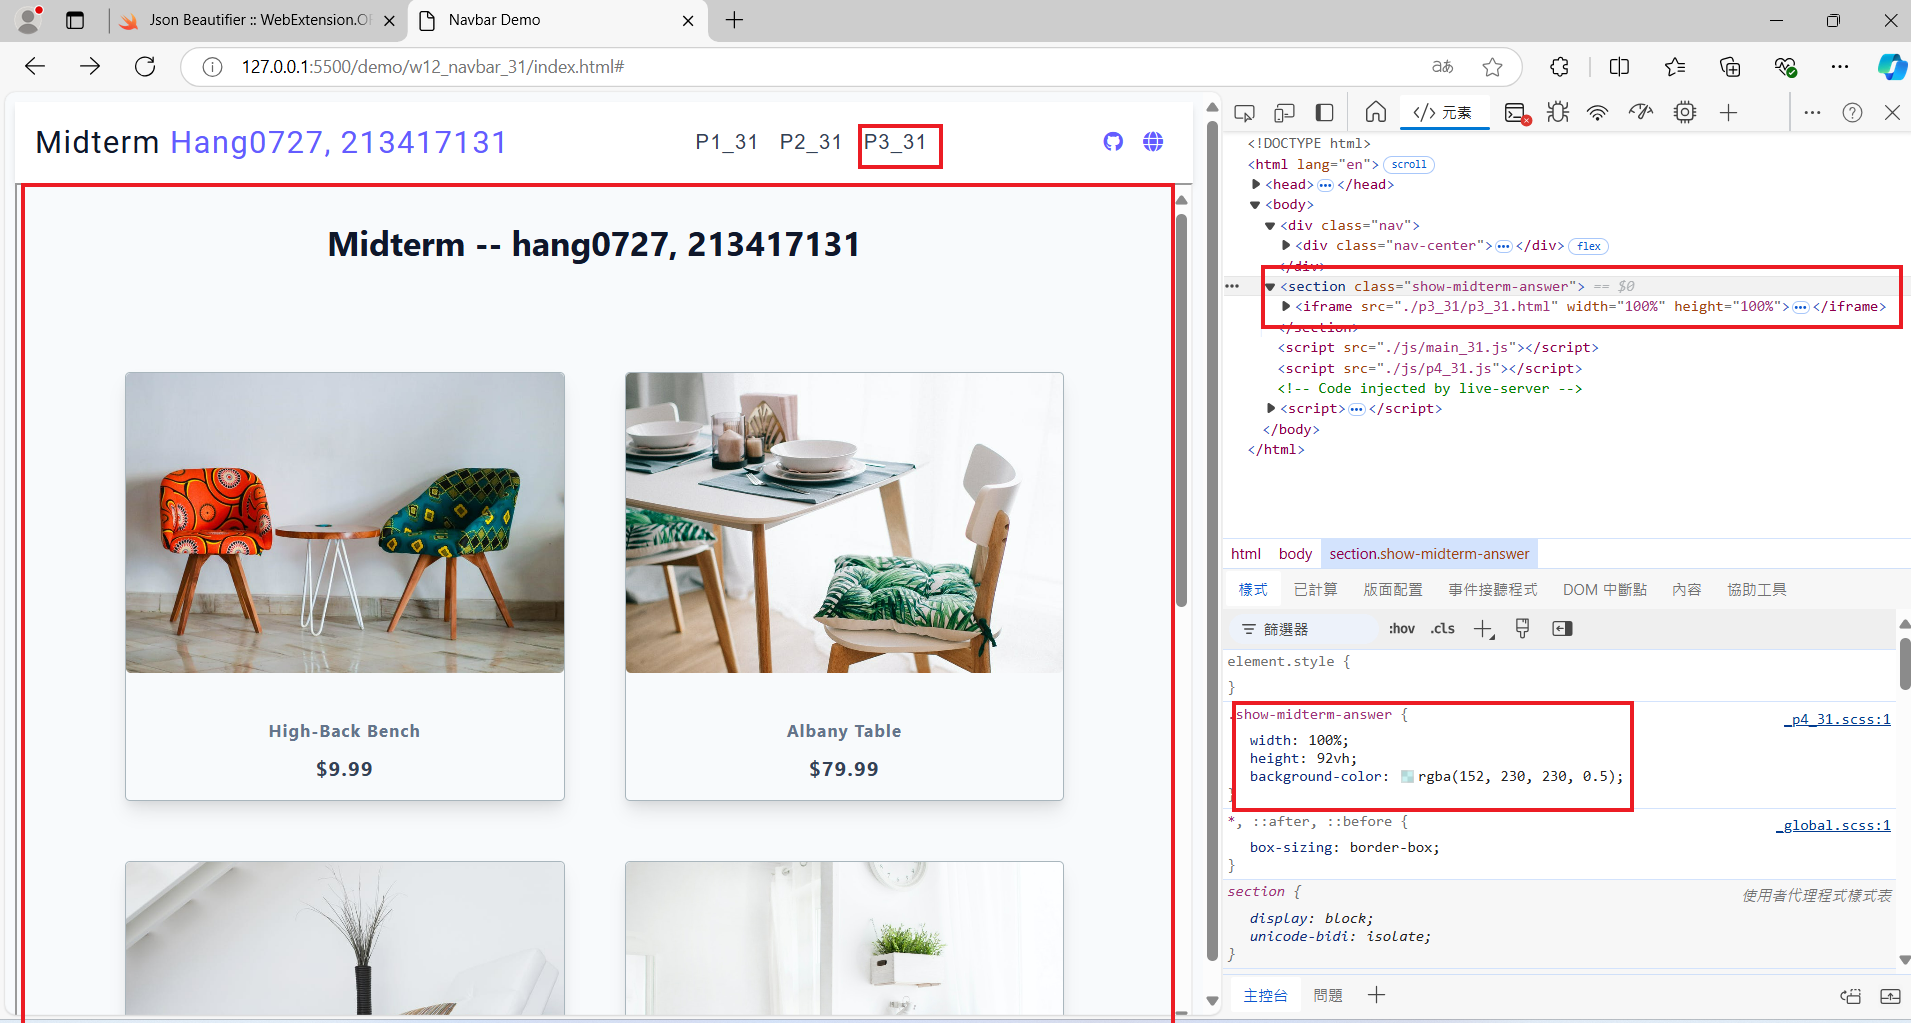 Json Beautifier :: WebExtension.OR
Navbar Demo
127.0.0.1:5500/demo/w12_navbar_31/index.html#
aあ
Midterm Hang0727, 213417131
P1_31 P2_31 P3_31
Midterm -- hang0727, 213417131
High-Back Bench
$9.99
Albany Table
$79.99
</> 元素
<!DOCTYPE html>
<html lang="en"> scroll
<head> ••• </head>
<body>
<div class="nav">
<div class="nav-center"> ••• </div> flex
</div>
••• <section class="show-midterm-answer"> == $0
<iframe src="./p3_31/p3_31.html" width="100%" height="100%"> ••• </iframe>
</section>
<script src="./js/main_31.js"></script>
<script src="./js/p4_31.js"></script>
<!-- Code injected by live-server -->
<script> ••• </script>
</body>
</html>
html body section.show-midterm-answer
樣式 已計算 版面配置 事件接聽程式 DOM 中斷點 內容 協助工具
篩選器 :hov .cls
element.style {
}
.show-midterm-answer { _p4_31.scss:1
width: 100%;
height: 92vh;
background-color: rgba(152, 230, 230, 0.5);
}
*, ::after, ::before { _global.scss:1
box-sizing: border-box;
}
section { 使用者代理程式樣式表
display: block;
unicode-bidi: isolate;
}
主控台 問題